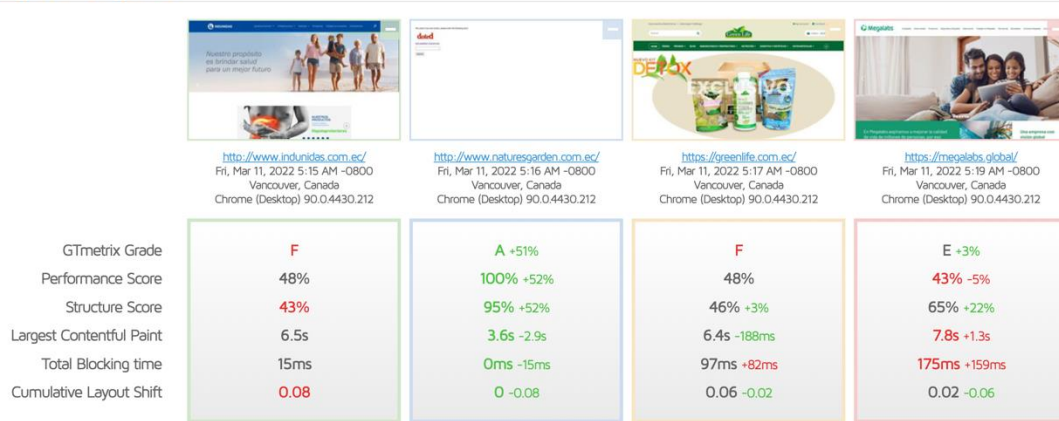 INDUNIDAS
Nuestro propósito
es brindar salud
para un mejor futuro
dotcol
Green Life
NUEVO KIT
DETOX
EXCLUSIVO
Megalabs
http://www.indunidas.com.ec/
Fri, Mar 11, 2022 5:15 AM -0800
Vancouver, Canada
Chrome (Desktop) 90.0.4430.212
http://www.naturesgarden.com.ec/
Fri, Mar 11, 2022 5:16 AM -0800
Vancouver, Canada
Chrome (Desktop) 90.0.4430.212
https://greenlife.com.ec/
Fri, Mar 11, 2022 5:17 AM -0800
Vancouver, Canada
Chrome (Desktop) 90.0.4430.212
https://megalabs.global/
Fri, Mar 11, 2022 5:19 AM -0800
Vancouver, Canada
Chrome (Desktop) 90.0.4430.212
GTmetrix Grade F A +51% F E +3%
Performance Score 48% 100% +52% 48% 43% -5%
Structure Score 43% 95% +52% 46% +3% 65% +22%
Largest Contentful Paint 6.5s 3.6s -2.9s 6.4s -188ms 7.8s +1.3s
Total Blocking time 15ms 0ms -15ms 97ms +82ms 175ms +159ms
Cumulative Layout Shift 0.08 0 -0.08 0.06 -0.02 0.02 -0.06